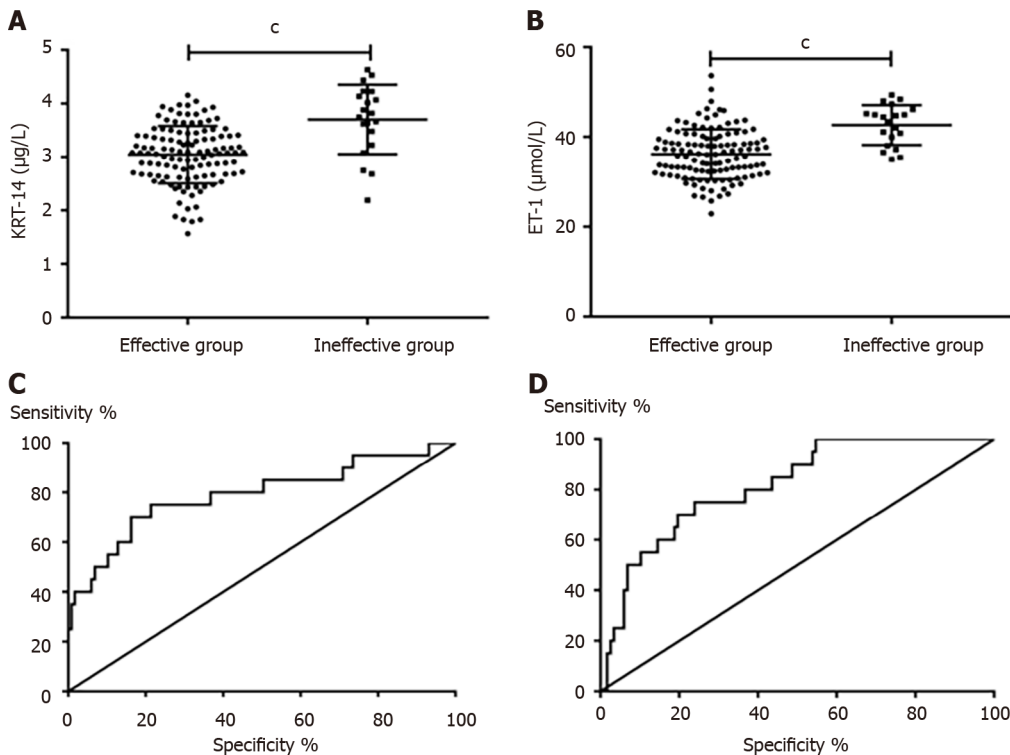 A
c
5
4
3
2
1
0
KRT-14 (µg/L)
Effective group
Ineffective group
B
c
60
40
20
0
ET-1 (µmol/L)
Effective group
Ineffective group
C
Sensitivity %
100
80
60
40
20
0
0 20 40 60 80 100
Specificity %
D
Sensitivity %
100
80
60
40
20
0
0 20 40 60 80 100
Specificity %